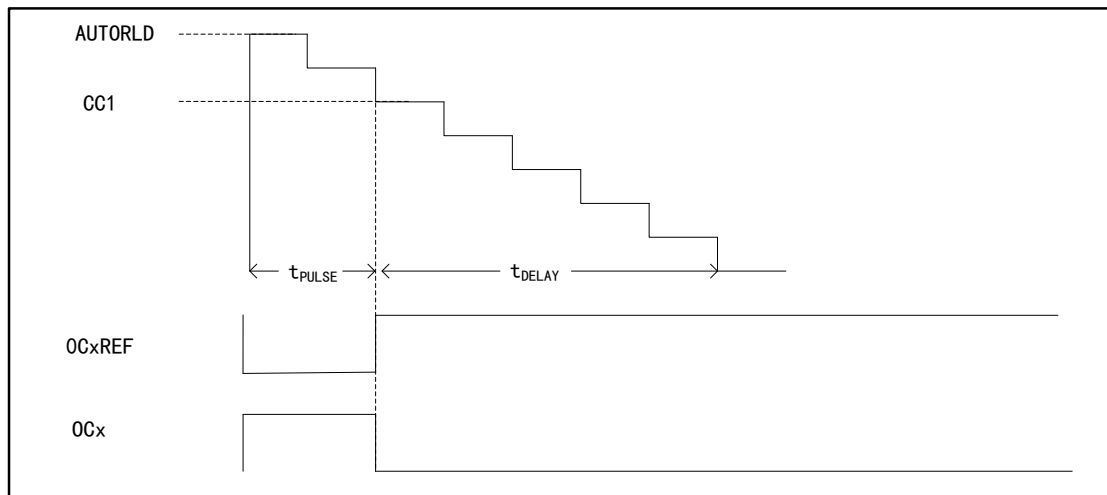 AUTORLD
CC1
tPULSE
tDELAY
OCxREF
OCx